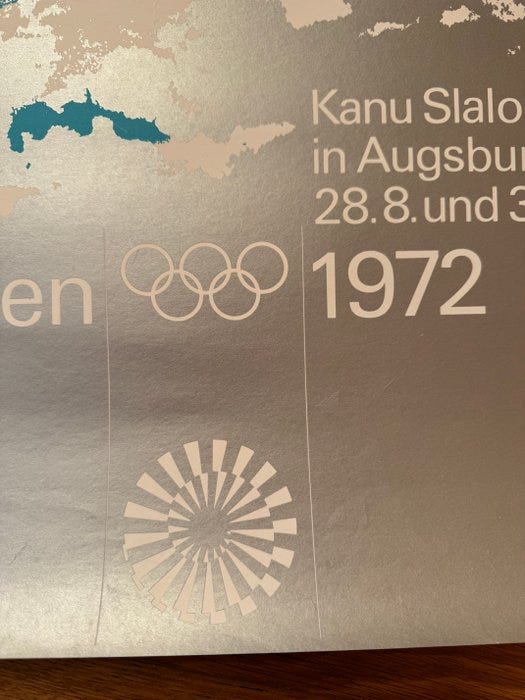 Kanu Slalo
in Augsbur
28.8.und 3
en 1972